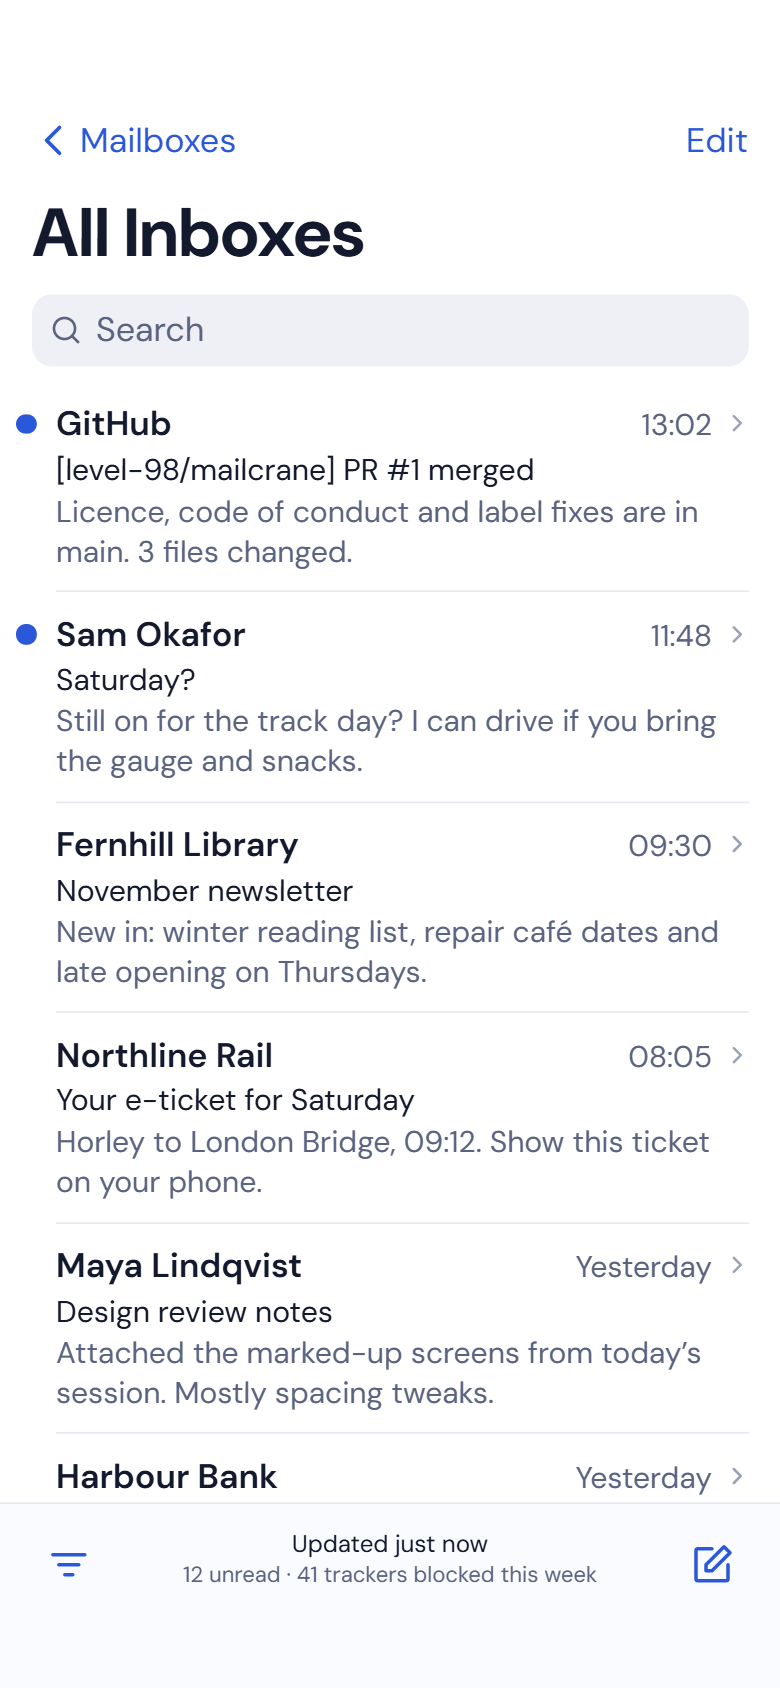 Mailboxes
Edit
All Inboxes
Search
GitHub
13:02
[level-98/mailcrane] PR #1 merged
Licence, code of conduct and label fixes are in
main. 3 files changed.
Sam Okafor
11:48
Saturday?
Still on for the track day? I can drive if you bring
the gauge and snacks.
Fernhill Library
09:30
November newsletter
New in: winter reading list, repair café dates and
late opening on Thursdays.
Northline Rail
08:05
Your e-ticket for Saturday
Horley to London Bridge, 09:12. Show this ticket
on your phone.
Maya Lindqvist
Yesterday
Design review notes
Attached the marked-up screens from today’s
session. Mostly spacing tweaks.
Harbour Bank
Yesterday
Updated just now
12 unread · 41 trackers blocked this week